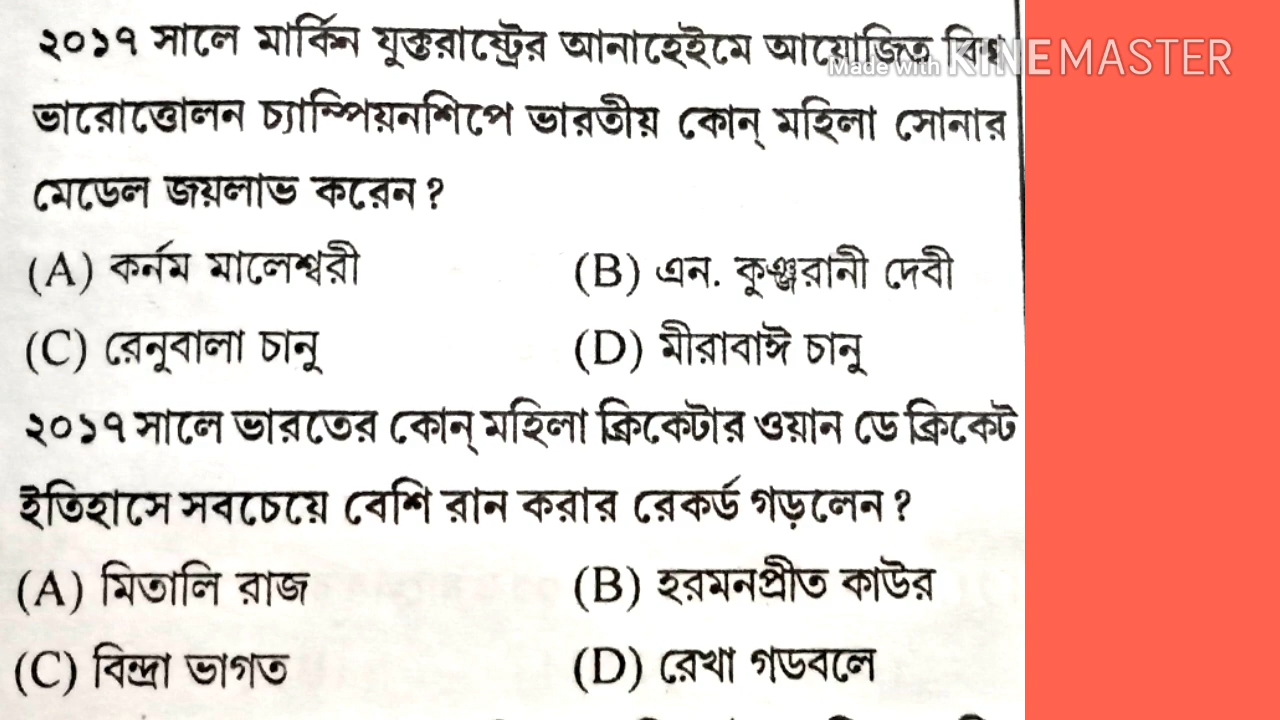 ২০১৭ সালে মার্কিন যুক্তরাষ্ট্রের আনাহেইমে আয়োজিত বিশ্ব
Made with KINEMASTER
ভারোত্তোলন চ্যাম্পিয়নশিপে ভারতীয় কোন্ মহিলা সোনার
মেডেল জয়লাভ করেন?
(A) কর্নম মালেশ্বরী (B) এন. কুঞ্জরানী দেবী
(C) রেনুবালা চানু (D) মীরাবাঈ চানু
২০১৭ সালে ভারতের কোন্ মহিলা ক্রিকেটার ওয়ান ডে ক্রিকেট
ইতিহাসে সবচেয়ে বেশি রান করার রেকর্ড গড়লেন?
(A) মিতালি রাজ (B) হরমনপ্রীত কাউর
(C) বিন্দ্রা ভাগত (D) রেখা গডবলে